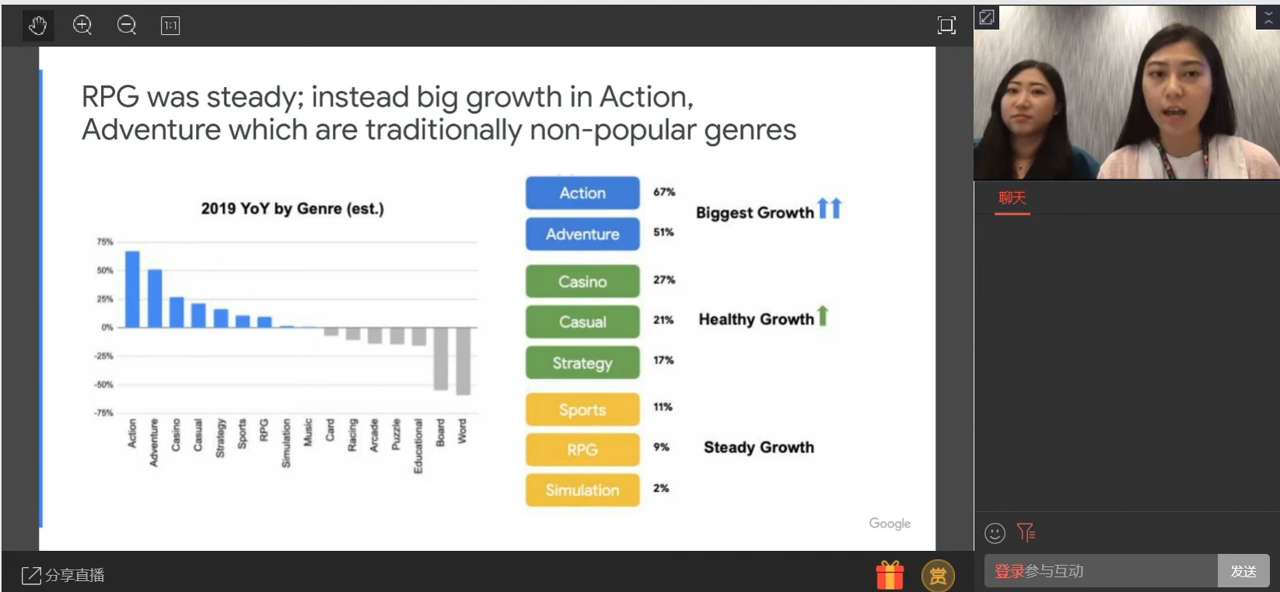 1:1
RPG was steady; instead big growth in Action,
Adventure which are traditionally non-popular genres
2019 YoY by Genre (est.)
75%
50%
25%
0%
-25%
-50%
-75%
Action
Adventure
Casino
Casual
Strategy
Sports
RPG
Simulation
Music
Card
Racing
Arcade
Puzzle
Educational
Board
Word
Action 67%
Adventure 51%
Biggest Growth
Casino 27%
Casual 21%
Strategy 17%
Healthy Growth
Sports 11%
RPG 9%
Simulation 2%
Steady Growth
Google
聊天
分享直播
赏
登录参与互动
发送